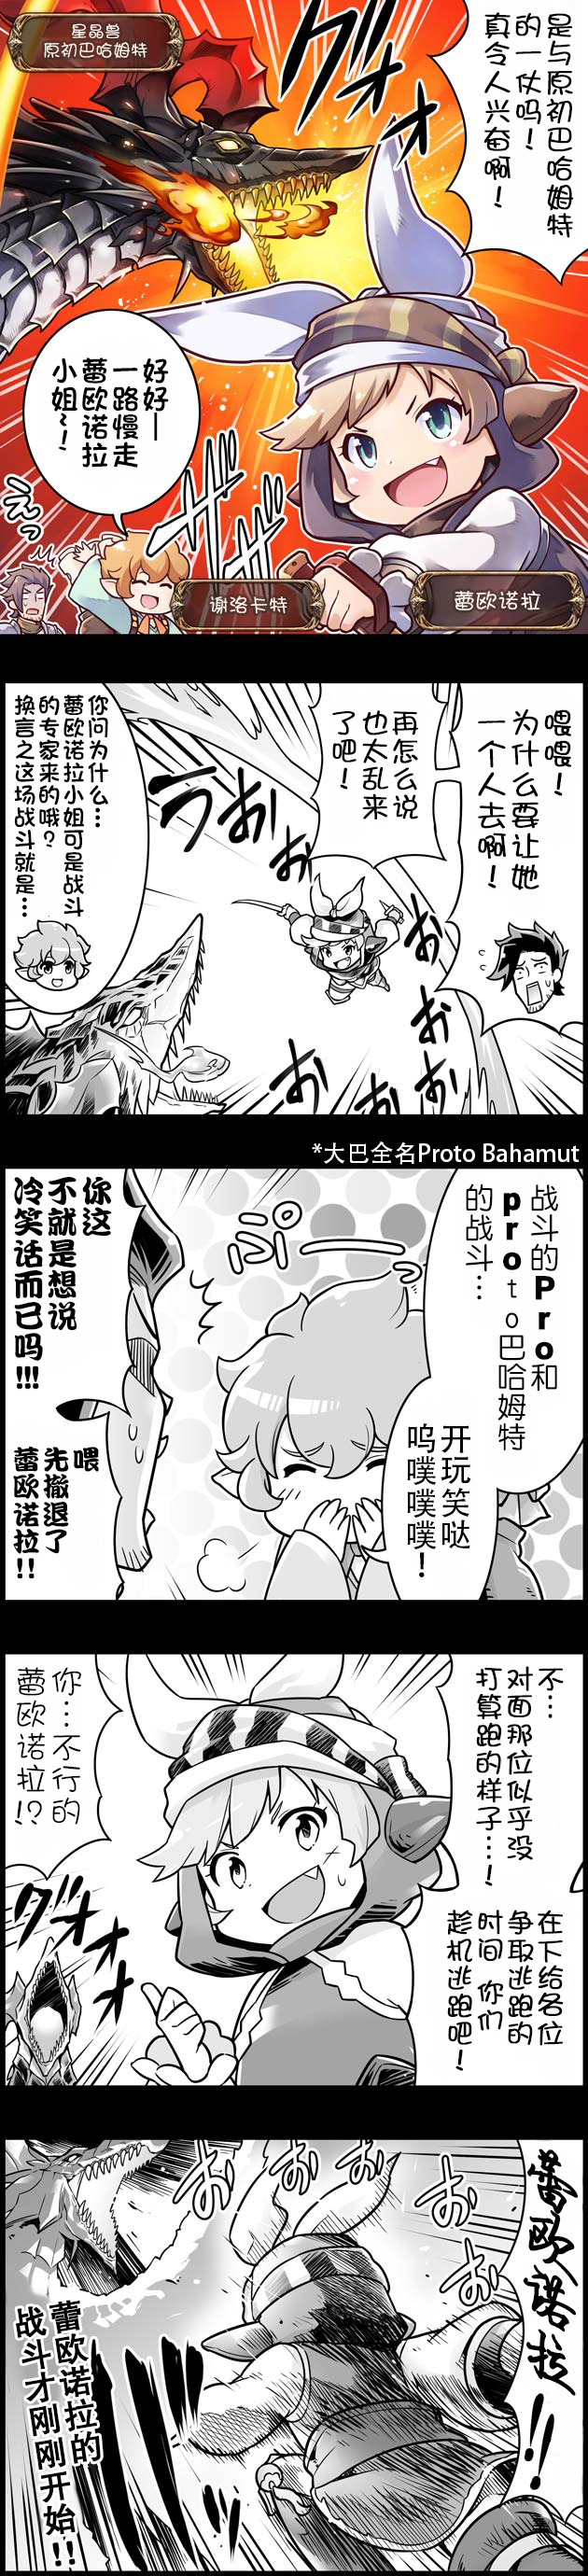 是与原初巴哈姆特
的一仗吗！
真令人兴奋啊！
星晶兽
原初巴哈姆特
グォォ
好好—
一路慢走
蕾欧诺拉
小姐~！
ザザザ
えっ
谢洛卡特
蕾欧诺拉
喂喂！
为什么要让她
一个人去啊！
再怎么说
也太乱来
了吧！
うおおおおおお
你问为什么…
蕾欧诺拉小姐可是战斗
的专家来的哦？
换言之这场战斗就是…
*大巴全名Proto Bahamut
战斗的Pro和
proto巴哈姆特
的战斗…
开玩笑哒
呜噗噗噗！
ぷーーっ
你这
不就是想说
冷笑话而已吗!!!
喂
先撤退了
蕾欧诺拉!!
不…
对面那位似乎没
打算跑的样子…！
在下给各位
争取逃跑的
时间 你们
趁机逃跑吧！
你…不行的
蕾欧诺拉!?
グオオ
蕾欧诺拉!!
おおおお
蕾欧诺拉的
战斗才刚刚开始!!